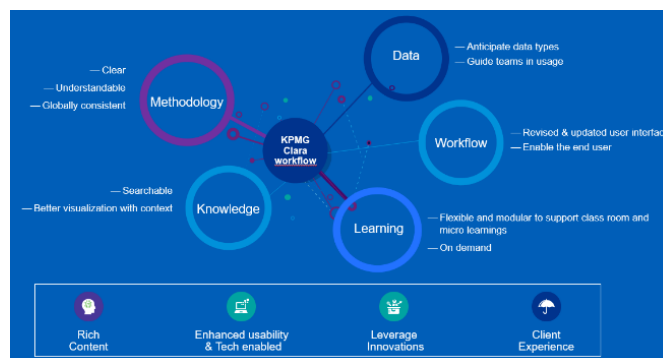 Data
— Anticipate data types
— Guide teams in usage
— Clear
— Understandable
— Globally consistent
Methodology
KPMG
Clara
workflow
Workflow
— Revised & updated user interfac
— Enable the end user
— Searchable
— Better visualization with context
Knowledge
Learning
— Flexible and modular to support class room and
micro learnings
— On demand
Rich
Content
Enhanced usability
& Tech enabled
Leverage
Innovations
Client
Experience